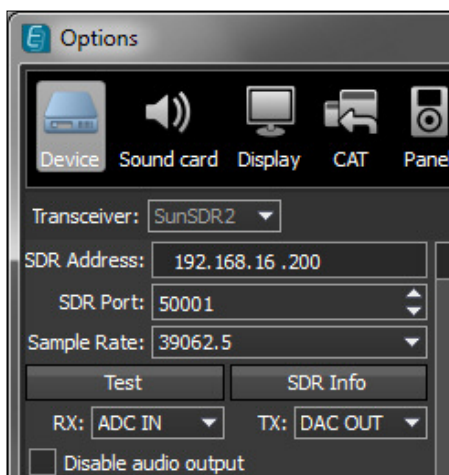 Options
Device Sound card Display CAT Panel
Transceiver: SunSDR2
SDR Address: 192.168.16 .200
SDR Port: 50001
Sample Rate: 39062.5
Test SDR Info
RX: ADC IN TX: DAC OUT
Disable audio output